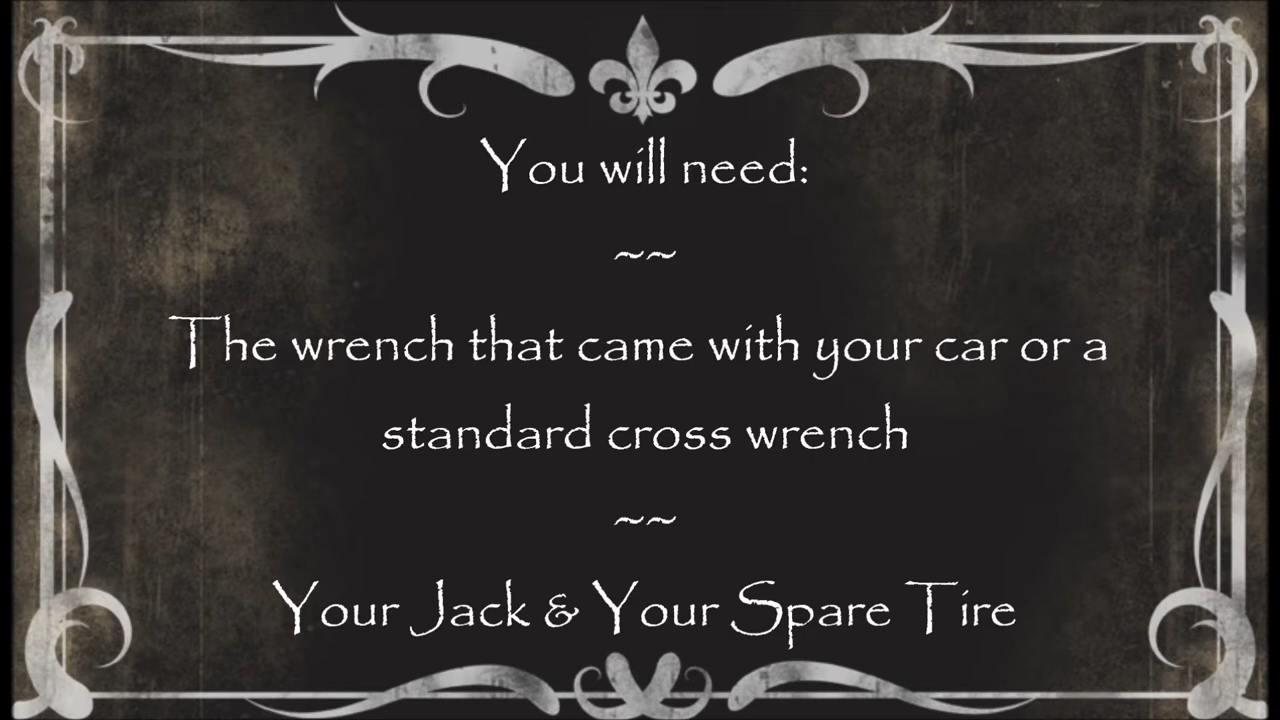 You will need:
~~
The wrench that came with your car or a
standard cross wrench
~~
Your Jack & Your Spare Tire